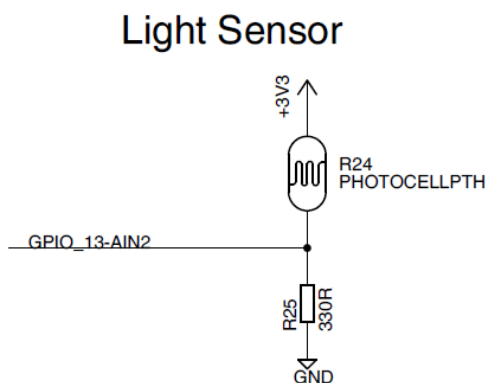 Light Sensor
+3V3
R24
PHOTOCELLPTH
GPIO_13-AIN2
R25
330R
GND